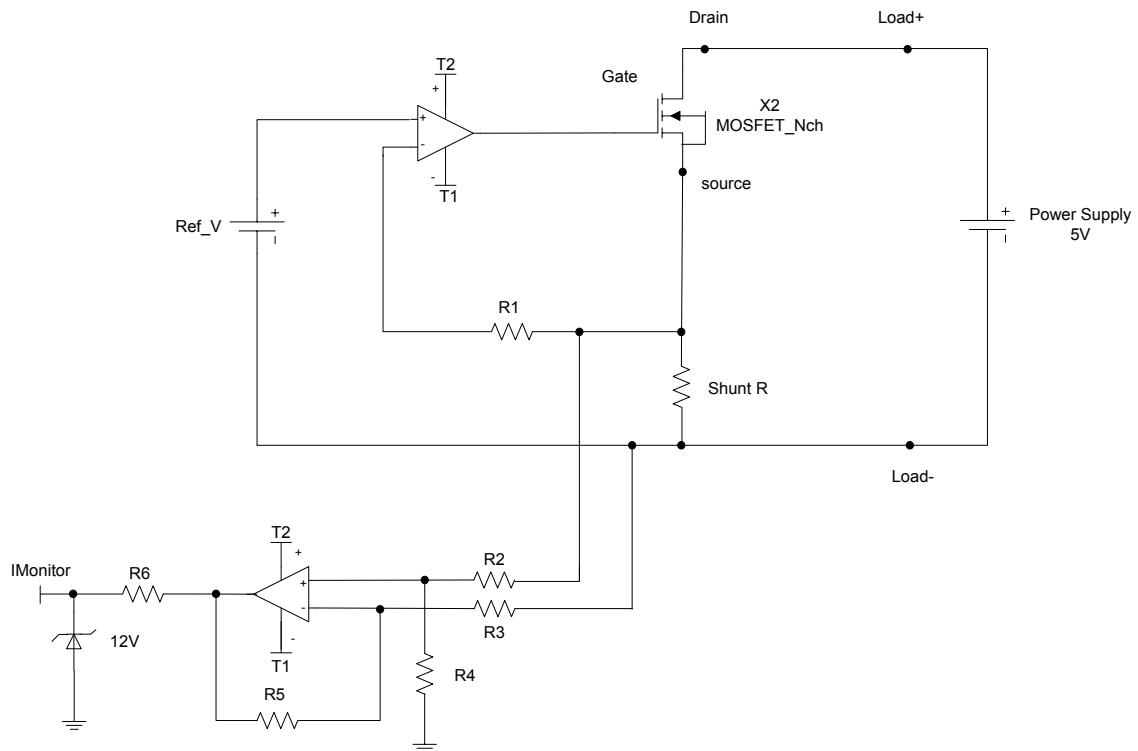 Drain
Load+
T2
+
Gate
X2
MOSFET_Nch
+
-
-
T1
source
+
Ref_V
-
+
Power Supply
5V
-
R1
Shunt R
Load-
T2
+
IMonitor
R6
R2
+
-
R3
12V
-
T1
R4
R5